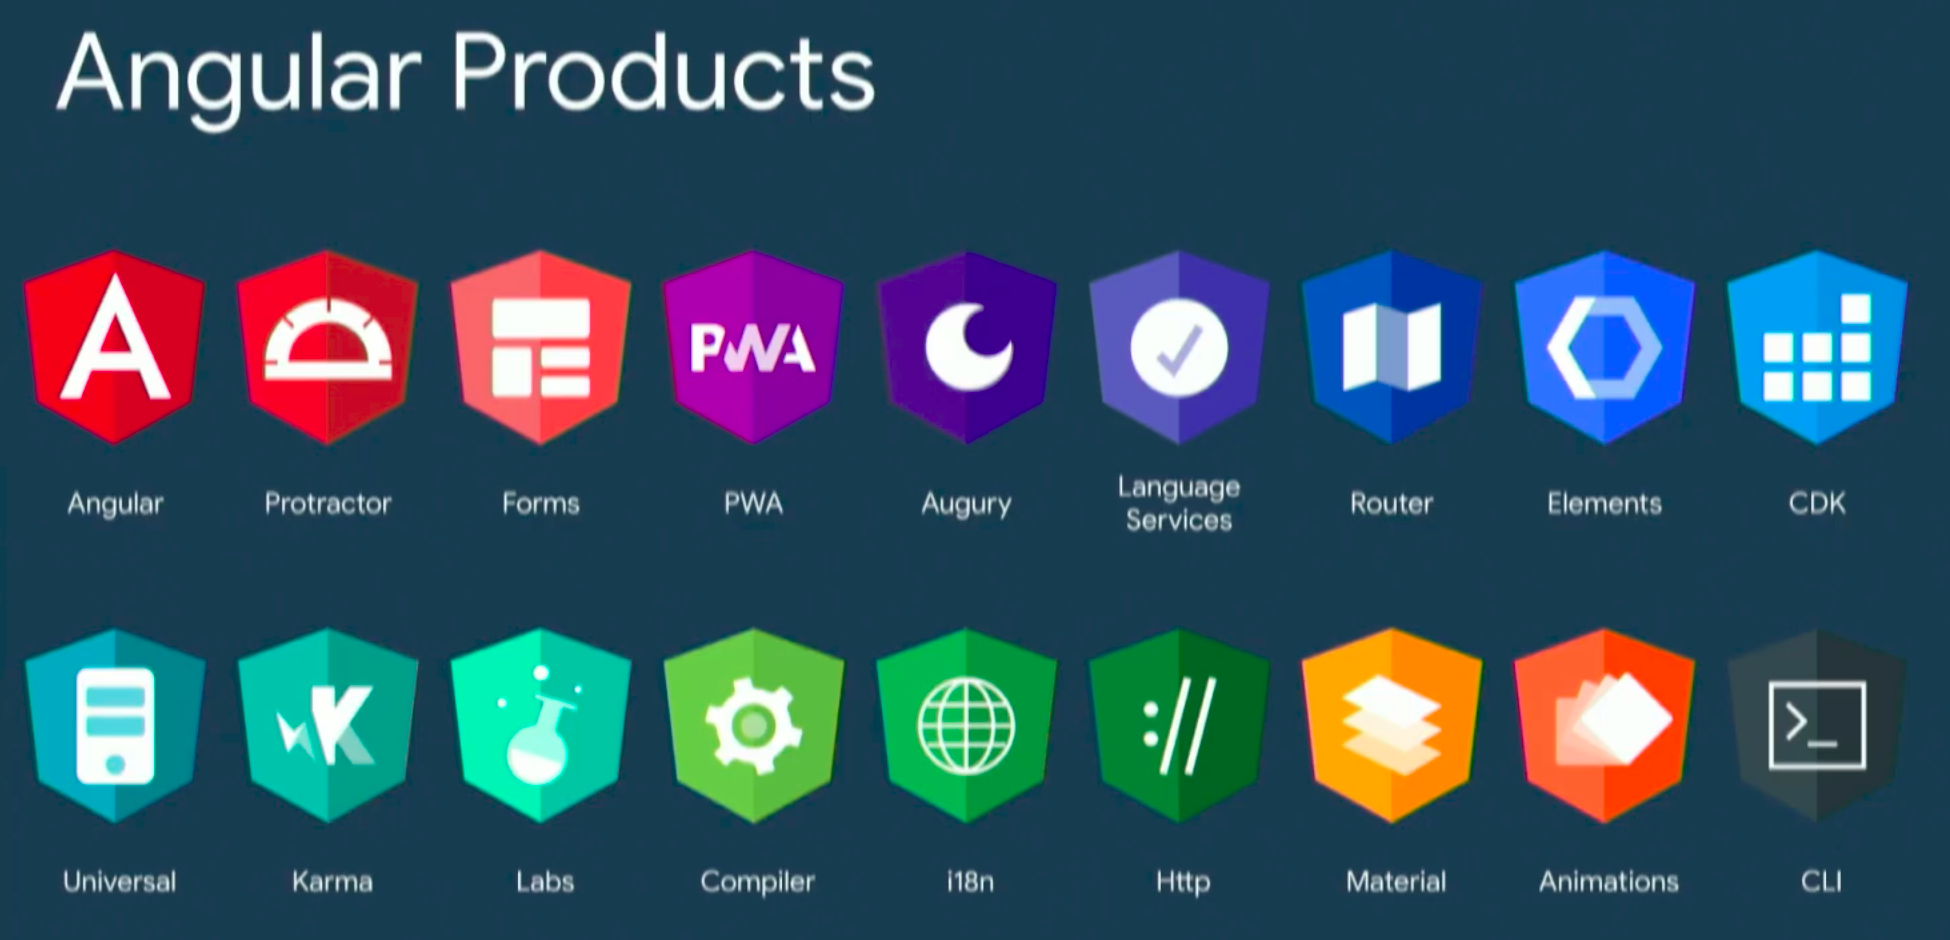 Angular Products
A
PWA
Angular
Protractor
Forms
PWA
Augury
Language
Services
Router
Elements
CDK
K
://
>_
Universal
Karma
Labs
Compiler
i18n
Http
Material
Animations
CLI